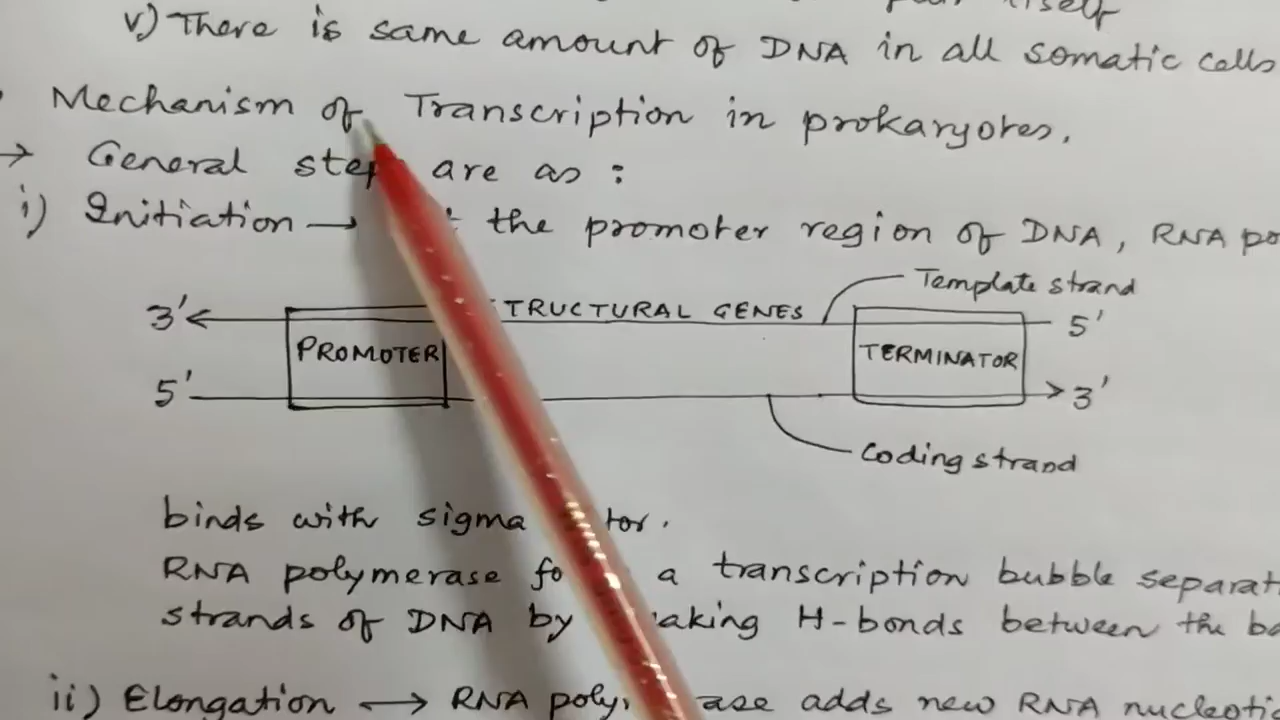 itself
v) There is same amount of DNA in all somatic cells
Mechanism of Transcription in prokaryotes.
→ General step are as :
i) Initiation → the promoter region of DNA, RNA po
Template strand
3' STRUCTURAL GENES 5'
PROMOTER TERMINATOR
5' 3'
Coding strand
binds with sigma tor.
RNA polymerase fo a transcription bubble separat
strands of DNA by aking H-bonds between the ba
ii) Elongation → RNA poly ase adds new RNA nucleoti